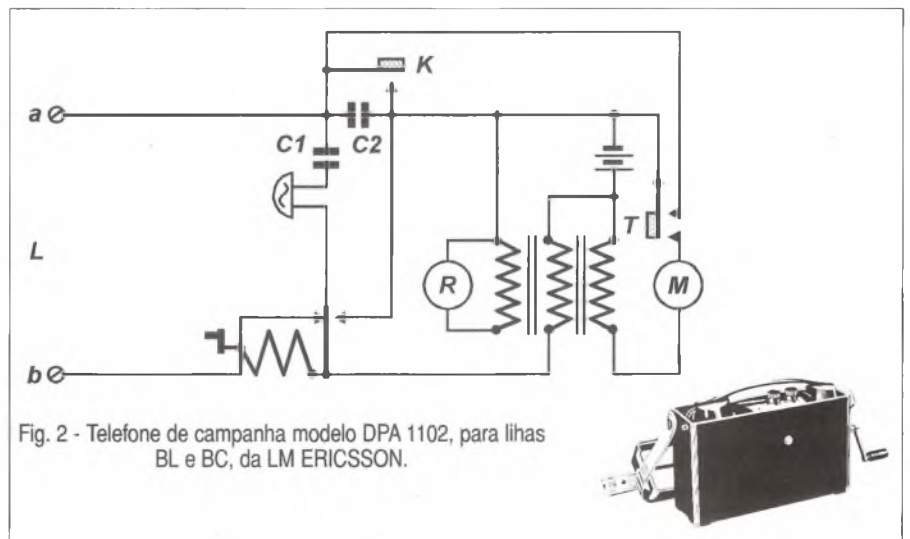 K
a
C1
C2
L
T
R
M
b
Fig. 2 - Telefone de campanha modelo DPA 1102, para lihas
BL e BC, da LM ERICSSON.